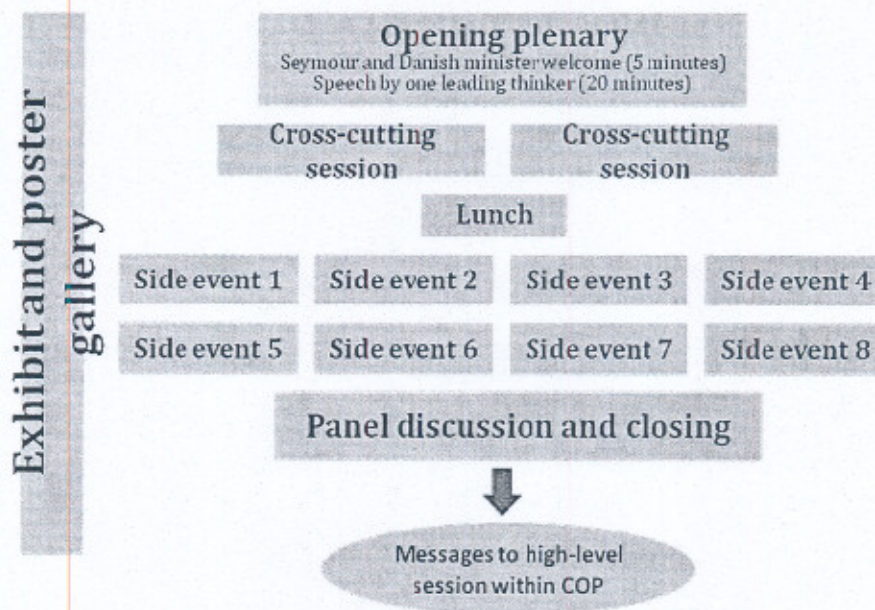 Exhibit and poster
gallery
Opening plenary
Seymour and Danish minister welcome (5 minutes)
Speech by one leading thinker (20 minutes)
Cross-cutting
session
Cross-cutting
session
Lunch
Side event 1
Side event 2
Side event 3
Side event 4
Side event 5
Side event 6
Side event 7
Side event 8
Panel discussion and closing
Messages to high-level
session within COP